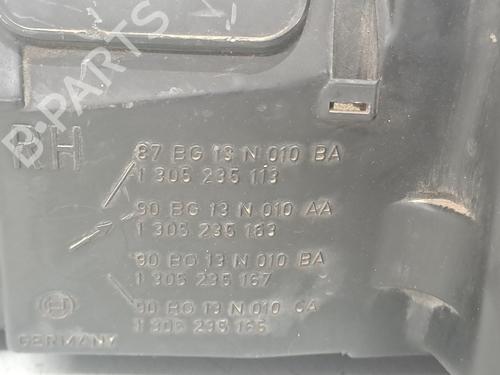 B-PARTS
RH
87 BG 13 N 010 BA
1 305 235 113
90 BG 13 N 010 AA
1 305 235 163
90 BG 13 N 010 BA
1 305 235 167
90 BG 13 N 010 CA
1 305 235 165
GERMANY